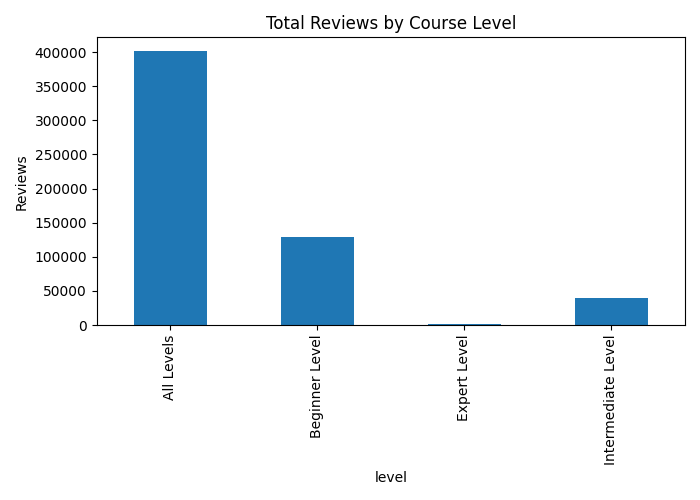 Total Reviews by Course Level
Reviews
400000
350000
300000
250000
200000
150000
100000
50000
0
All Levels
Beginner Level
Expert Level
Intermediate Level
level